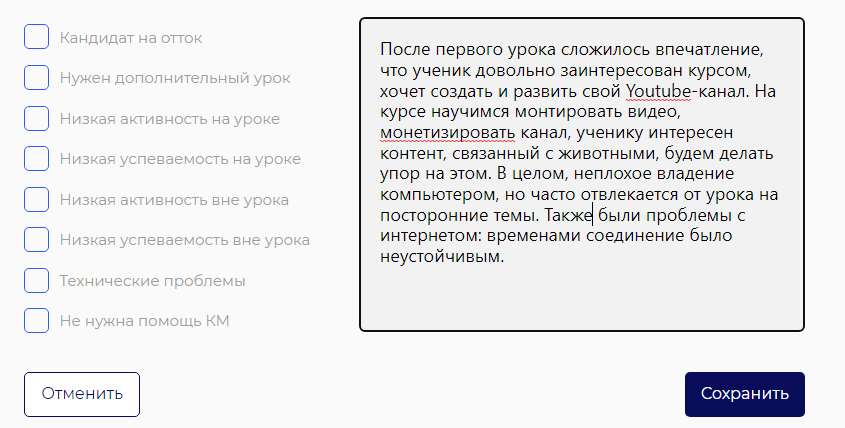 Кандидат на отток
Нужен дополнительный урок
Низкая активность на уроке
Низкая успеваемость на уроке
Низкая активность вне урока
Низкая успеваемость вне урока
Технические проблемы
Не нужна помощь КМ
После первого урока сложилось впечатление,
что ученик довольно заинтересован курсом,
хочет создать и развить свой Youtube-канал. На
курсе научимся монтировать видео,
монетизировать канал, ученику интересен
контент, связанный с животными, будем делать
упор на этом. В целом, неплохое владение
компьютером, но часто отвлекается от урока на
посторонние темы. Также были проблемы с
интернетом: временами соединение было
неустойчивым.
Отменить
Сохранить